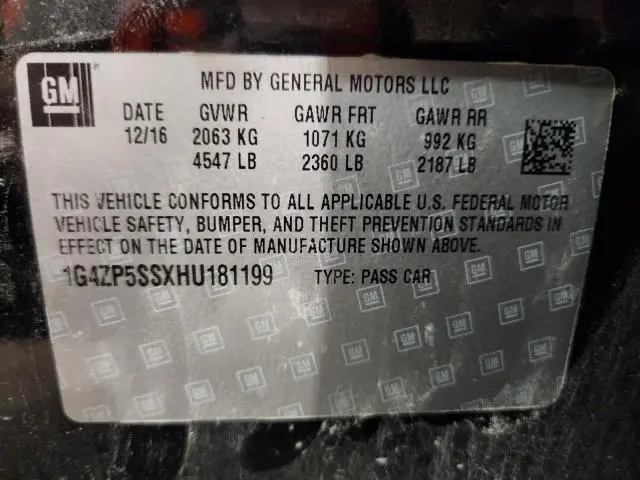 GM
MFD BY GENERAL MOTORS LLC
DATE GVWR GAWR FRT GAWR RR
12/16 2063 KG 1071 KG 992 KG
4547 LB 2360 LB 2187 LB
THIS VEHICLE CONFORMS TO ALL APPLICABLE U.S. FEDERAL MOTOR
VEHICLE SAFETY, BUMPER, AND THEFT PREVENTION STANDARDS IN
EFFECT ON THE DATE OF MANUFACTURE SHOWN ABOVE.
1G4ZP5SSXHU181199 TYPE: PASS CAR